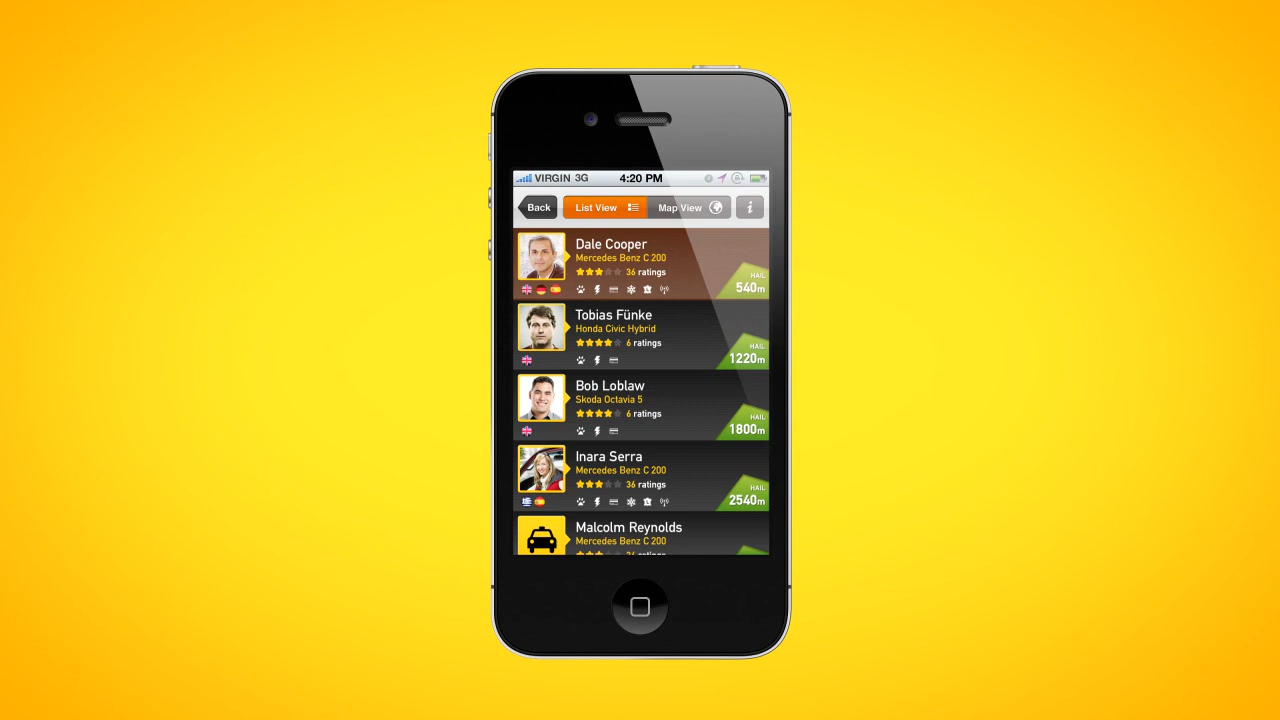 VIRGIN 3G 4:20 PM
Back List View Map View i
Dale Cooper
Mercedes Benz C 200
36 ratings
HAIL
540m
Tobias Fünke
Honda Civic Hybrid
6 ratings
HAIL
1220m
Bob Loblaw
Skoda Octavia 5
6 ratings
HAIL
1800m
Inara Serra
Mercedes Benz C 200
36 ratings
HAIL
2540m
Malcolm Reynolds
Mercedes Benz C 200
36 ratings